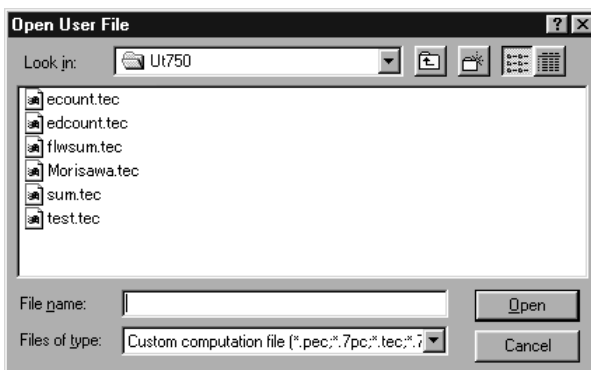 Open User File
Look in: Ut750
ecount.tec
edcount.tec
flwsum.tec
Morisawa.tec
sum.tec
test.tec
File name: Open
Files of type: Custom computation file (*.pec;*.7pc;*.tec;*.7 Cancel